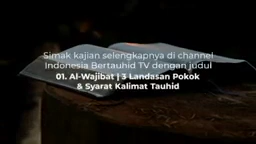 Simak kajian selengkapnya di channel
Indonesia Bertauhid TV dengan judul
01. Al-Wajibat | 3 Landasan Pokok
& Syarat Kalimat Tauhid